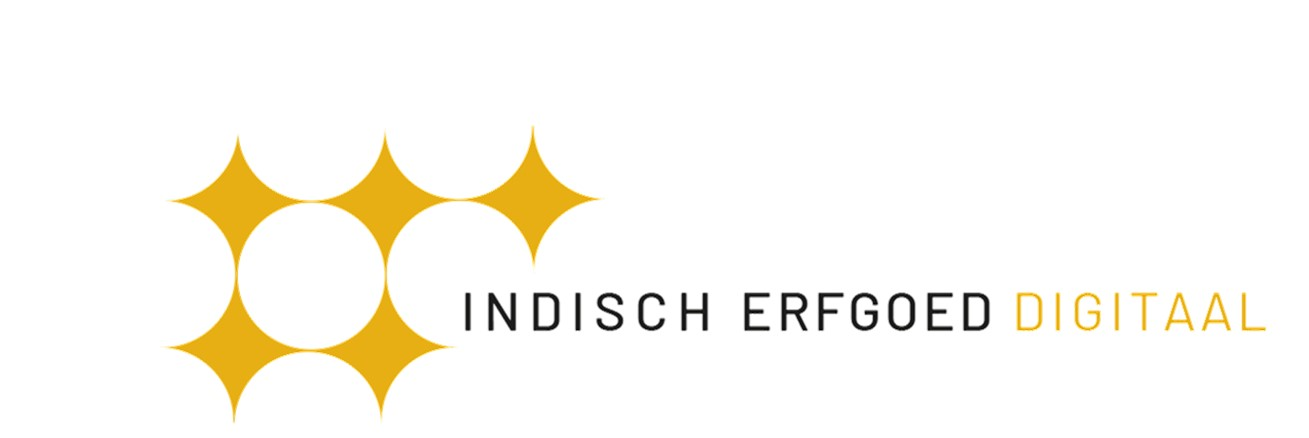 INDISCH ERFGOED DIGITAAL